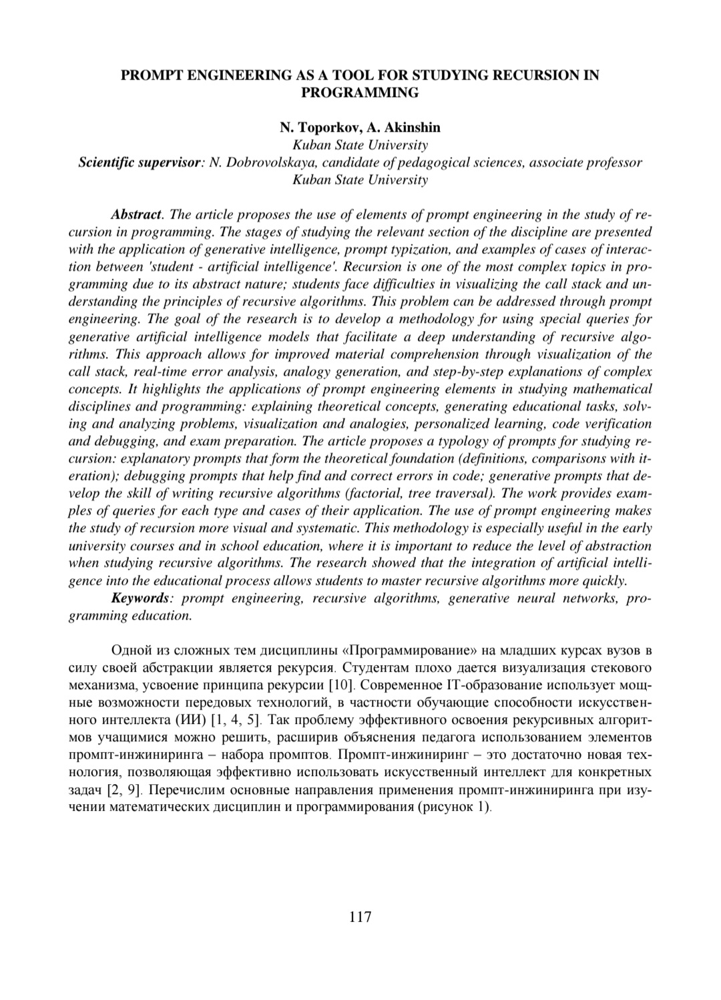 PROMPT ENGINEERING AS A TOOL FOR STUDYING RECURSION IN
PROGRAMMING
N. Toporkov, A. Akinshin
Kuban State University
Scientific supervisor: N. Dobrovolskaya, candidate of pedagogical sciences, associate professor
Kuban State University
Abstract. The article proposes the use of elements of prompt engineering in the study of re-
cursion in programming. The stages of studying the relevant section of the discipline are presented
with the application of generative intelligence, prompt typization, and examples of cases of interac-
tion between 'student - artificial intelligence'. Recursion is one of the most complex topics in pro-
gramming due to its abstract nature; students face difficulties in visualizing the call stack and un-
derstanding the principles of recursive algorithms. This problem can be addressed through prompt
engineering. The goal of the research is to develop a methodology for using special queries for
generative artificial intelligence models that facilitate a deep understanding of recursive algo-
rithms. This approach allows for improved material comprehension through visualization of the
call stack, real-time error analysis, analogy generation, and step-by-step explanations of complex
concepts. It highlights the applications of prompt engineering elements in studying mathematical
disciplines and programming: explaining theoretical concepts, generating educational tasks, solv-
ing and analyzing problems, visualization and analogies, personalized learning, code verification
and debugging, and exam preparation. The article proposes a typology of prompts for studying re-
cursion: explanatory prompts that form the theoretical foundation (definitions, comparisons with it-
eration); debugging prompts that help find and correct errors in code; generative prompts that de-
velop the skill of writing recursive algorithms (factorial, tree traversal). The work provides exam-
ples of queries for each type and cases of their application. The use of prompt engineering makes
the study of recursion more visual and systematic. This methodology is especially useful in the early
university courses and in school education, where it is important to reduce the level of abstraction
when studying recursive algorithms. The research showed that the integration of artificial intelli-
gence into the educational process allows students to master recursive algorithms more quickly.
Keywords: prompt engineering, recursive algorithms, generative neural networks, pro-
gramming education.
Одной из сложных тем дисциплины «Программирование» на младших курсах вузов в
силу своей абстракции является рекурсия. Студентам плохо дается визуализация стекового
механизма, усвоение принципа рекурсии [10]. Современное IT-образование использует мощ-
ные возможности передовых технологий, в частности обучающие способности искусствен-
ного интеллекта (ИИ) [1, 4, 5]. Так проблему эффективного освоения рекурсивных алгорит-
мов учащимися можно решить, расширив объяснения педагога использованием элементов
промпт-инжиниринга – набора промптов. Промпт-инжиниринг – это достаточно новая тех-
нология, позволяющая эффективно использовать искусственный интеллект для конкретных
задач [2, 9]. Перечислим основные направления применения промпт-инжиниринга при изу-
чении математических дисциплин и программирования (рисунок 1).
117